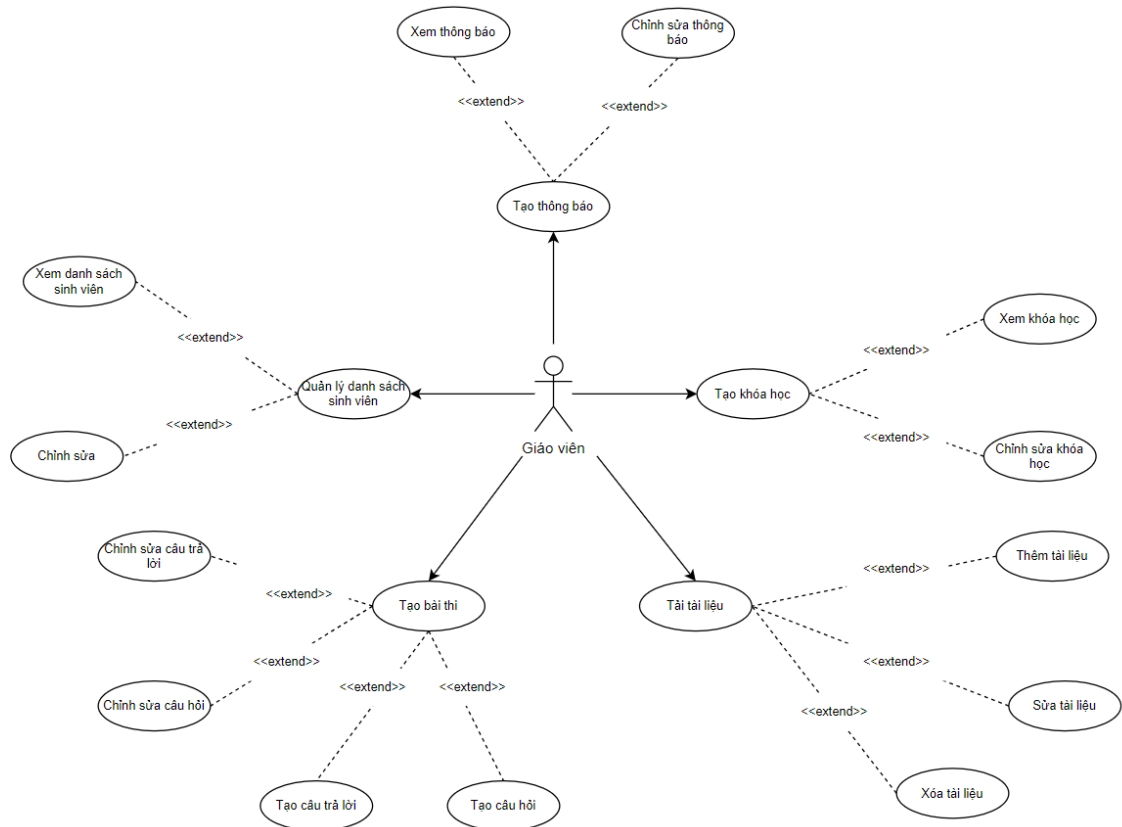 Xem thông báo
Chỉnh sửa thông
báo
<<extend>>
<<extend>>
Tạo thông báo
Xem danh sách
sinh viên
<<extend>>
Quản lý danh sách
sinh viên
<<extend>>
Chỉnh sửa
Giáo viên
Xem khóa học
<<extend>>
Tạo khóa học
<<extend>>
Chỉnh sửa khóa
học
Chỉnh sửa câu trả
lời
<<extend>>
Tạo bài thi
<<extend>>
Chỉnh sửa câu hỏi
<<extend>>
<<extend>>
Tạo câu trả lời
Tạo câu hỏi
Thêm tài liệu
<<extend>>
Tải tài liệu
<<extend>>
Sửa tài liệu
<<extend>>
Xóa tài liệu